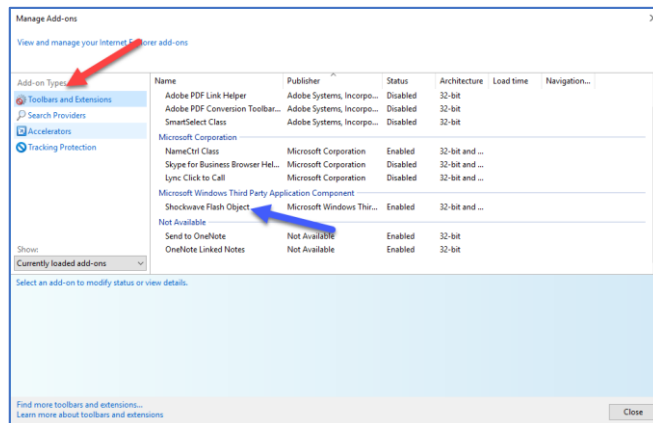 Manage Add-ons
View and manage your Internet Explorer add-ons
Add-on Types
Toolbars and Extensions
Search Providers
Accelerators
Tracking Protection
Show:
Currently loaded add-ons
Name Publisher Status Architecture Load time Navigation...
Adobe PDF Link Helper Adobe Systems, Incorpo... Disabled 32-bit
Adobe PDF Conversion Toolbar... Adobe Systems, Incorpo... Disabled 32-bit
SmartSelect Class Adobe Systems, Incorpo... Disabled 32-bit
Microsoft Corporation
NameCtrl Class Microsoft Corporation Enabled 32-bit and ...
Skype for Business Browser Hel... Microsoft Corporation Disabled 32-bit and ...
Lync Click to Call Microsoft Corporation Disabled 32-bit and ...
Microsoft Windows Third Party Application Component
Shockwave Flash Object Microsoft Windows Thir... Enabled 32-bit and ...
Not Available
Send to OneNote Not Available Enabled 32-bit
OneNote Linked Notes Not Available Enabled 32-bit
Select an add-on to modify status or view details.
Find more toolbars and extensions...
Learn more about toolbars and extensions
Close